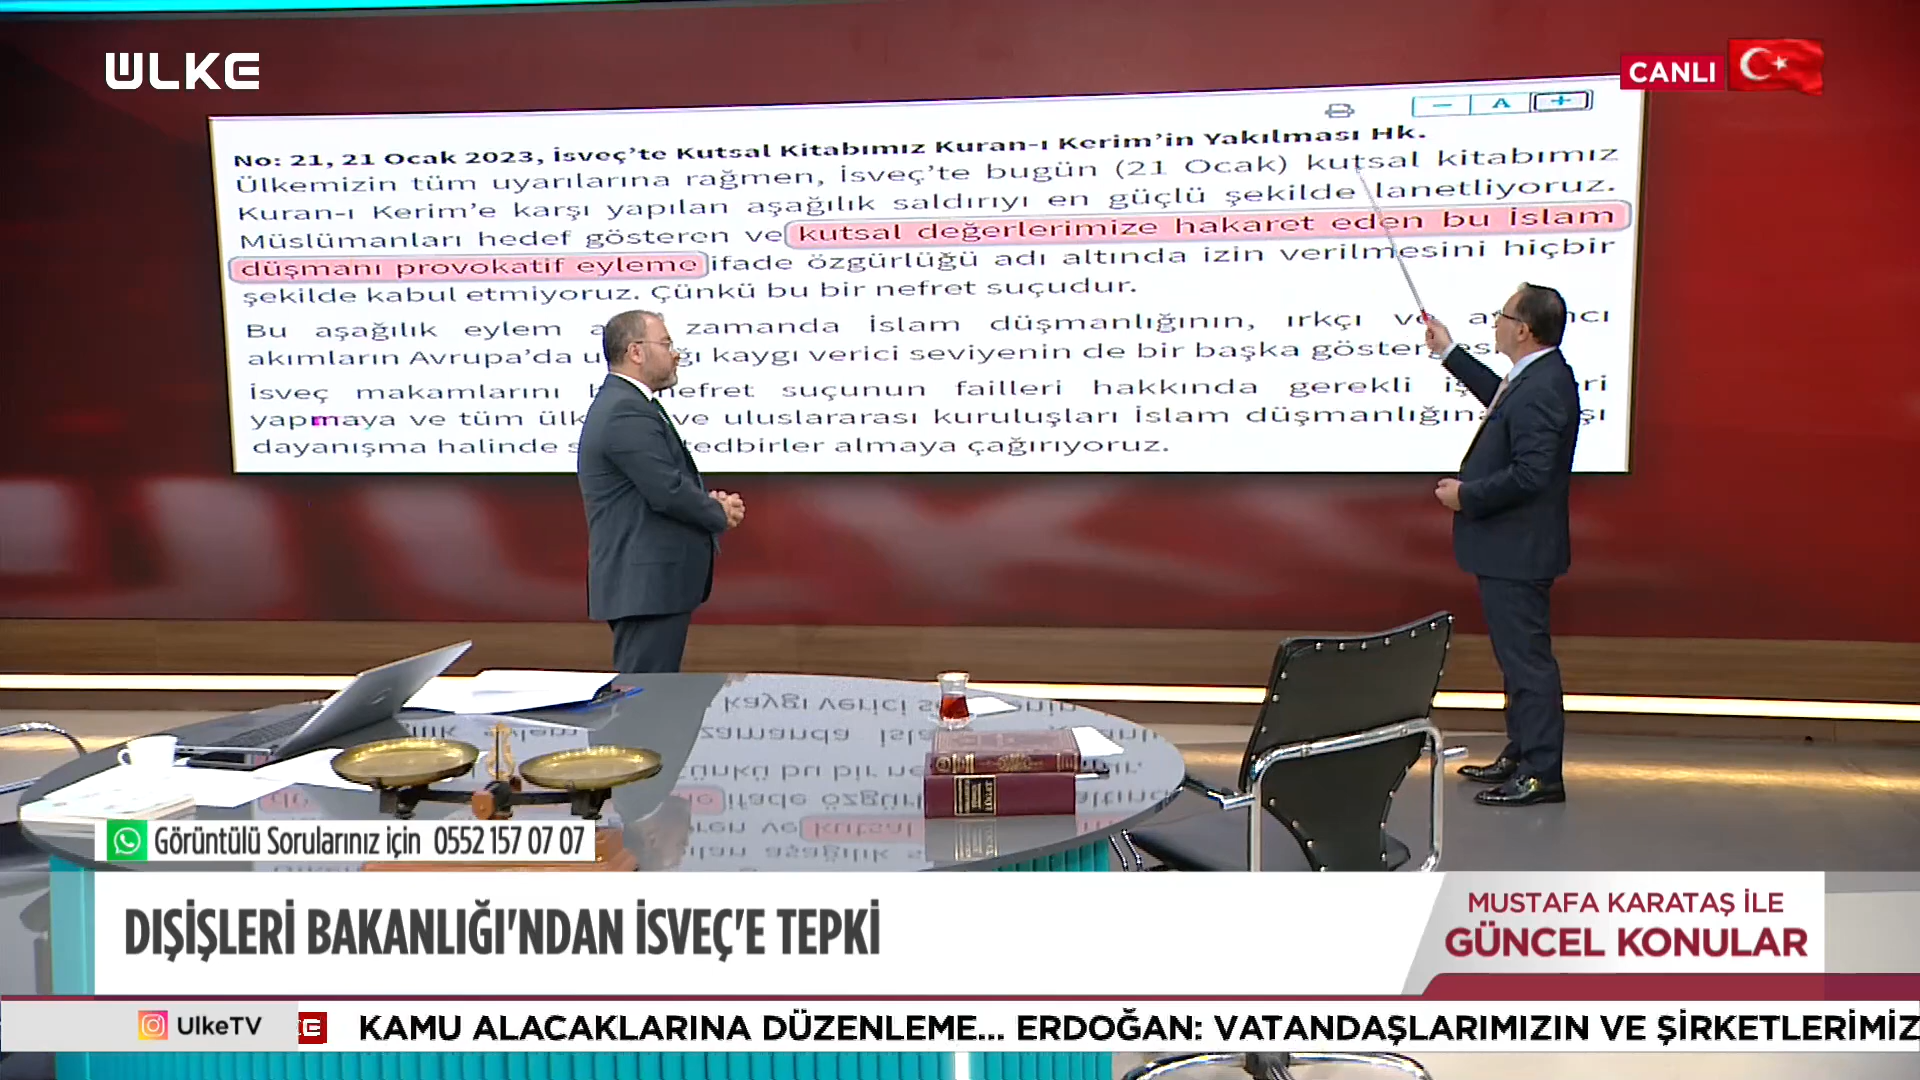 ÜLKE
CANLI
A
No: 21, 21 Ocak 2023, İsveç'te Kutsal Kitabımız Kuran-ı Kerim'in Yakılması Hk.
Ülkemizin tüm uyarılarına rağmen, İsveç'te bugün (21 Ocak) kutsal kitabımız
Kuran-ı Kerim'e karşı yapılan aşağılık saldırıyı en güçlü şekilde lanetliyoruz.
Müslümanları hedef gösteren ve kutsal değerlerimize hakaret eden bu İslam
düşmanı provokatif eyleme ifade özgürlüğü adı altında izin verilmesini hiçbir
şekilde kabul etmiyoruz. Çünkü bu bir nefret suçudur.
Bu aşağılık eylem zamanda İslam düşmanlığının, ırkçı
akımların Avrupa'da kaygı verici seviyenin de bir başka
İsveç makamlarını nefret suçunun failleri hakkında gerekli
yapmaya ve tüm ve uluslararası kuruluşları İslam
dayanışma halinde tedbirler almaya çağırıyoruz.
Görüntülü Sorularınız için 0552 157 07 07
DIŞİŞLERİ BAKANLIĞI'NDAN İSVEÇ'E TEPKİ
MUSTAFA KARATAŞ İLE
GÜNCEL KONULAR
UlkeTV
KAMU ALACAKLARINA DÜZENLEME... ERDOĞAN: VATANDAŞLARIMIZIN VE ŞİRKETLERİMİZ